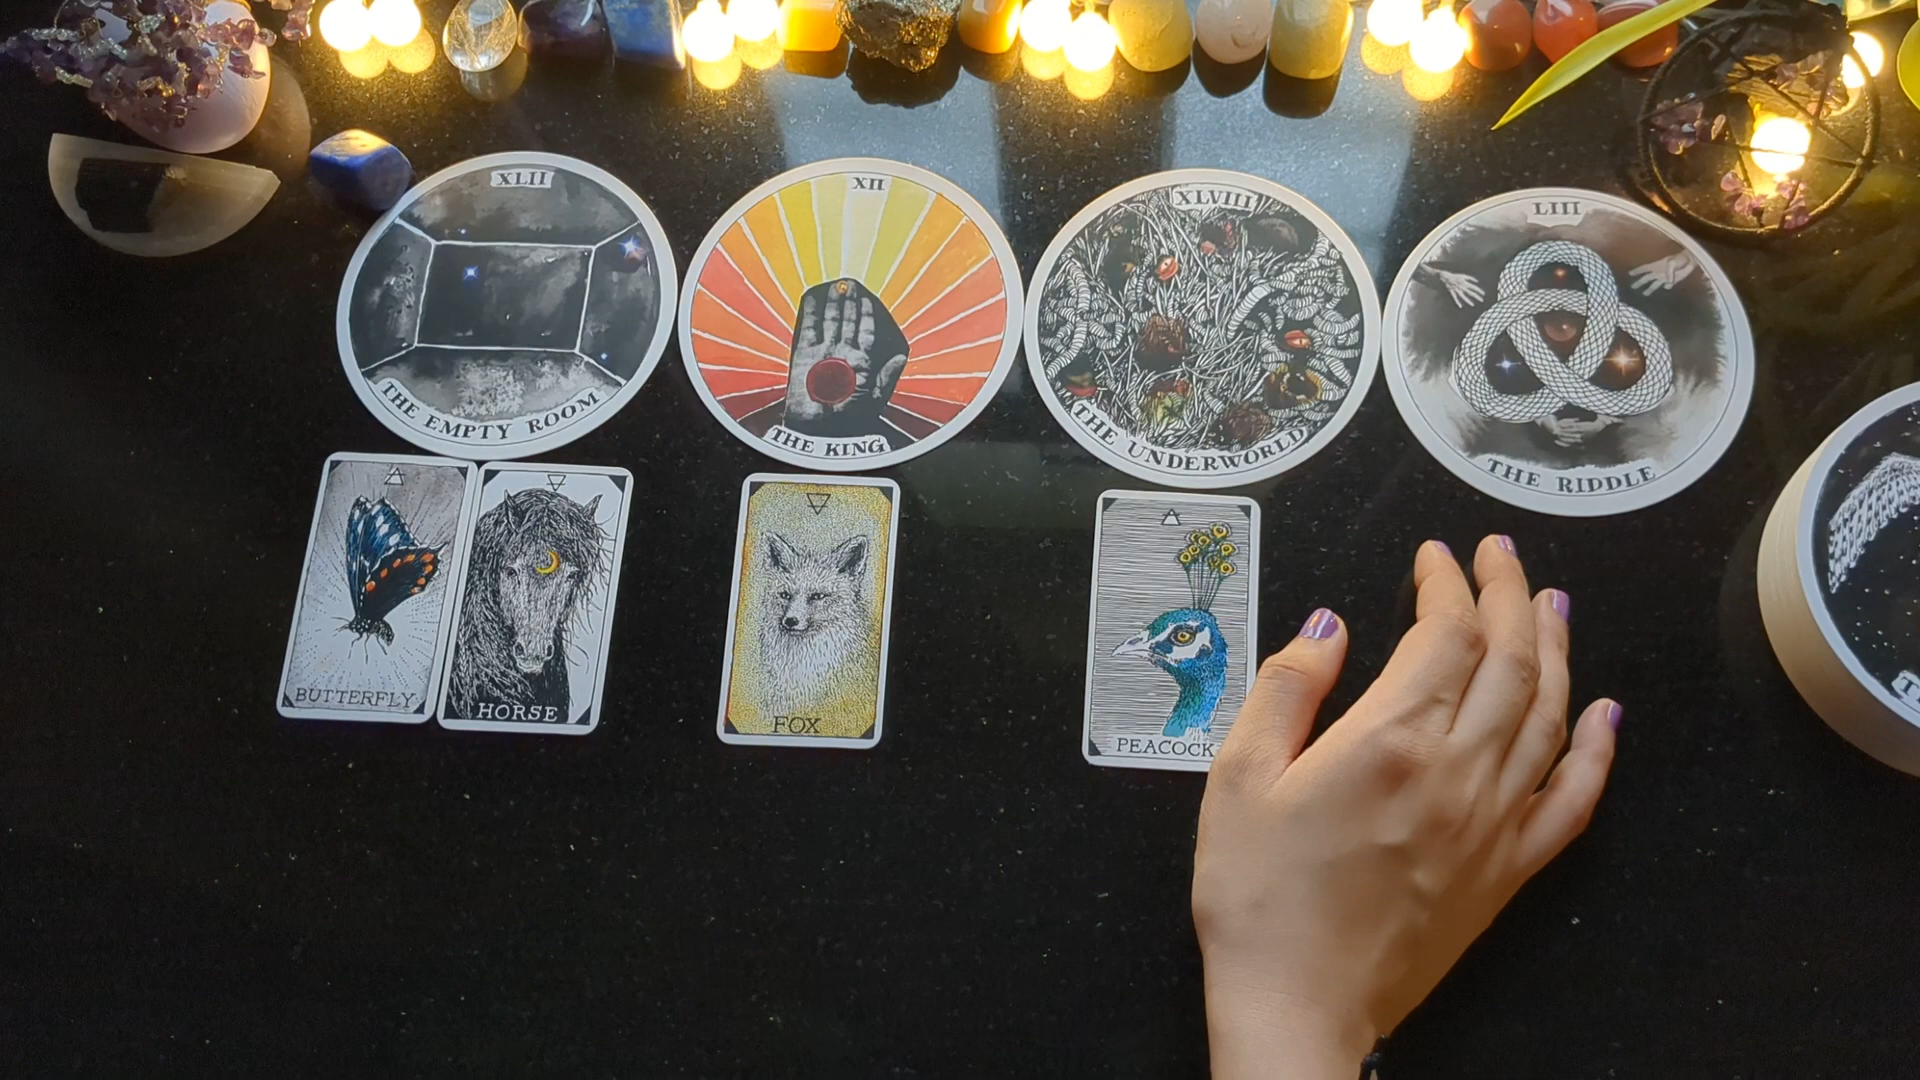 XLII
THE EMPTY ROOM
XII
THE KING
XLVIII
THE UNDERWORLD
LIII
THE RIDDLE
BUTTERFLY
HORSE
FOX
PEACOCK